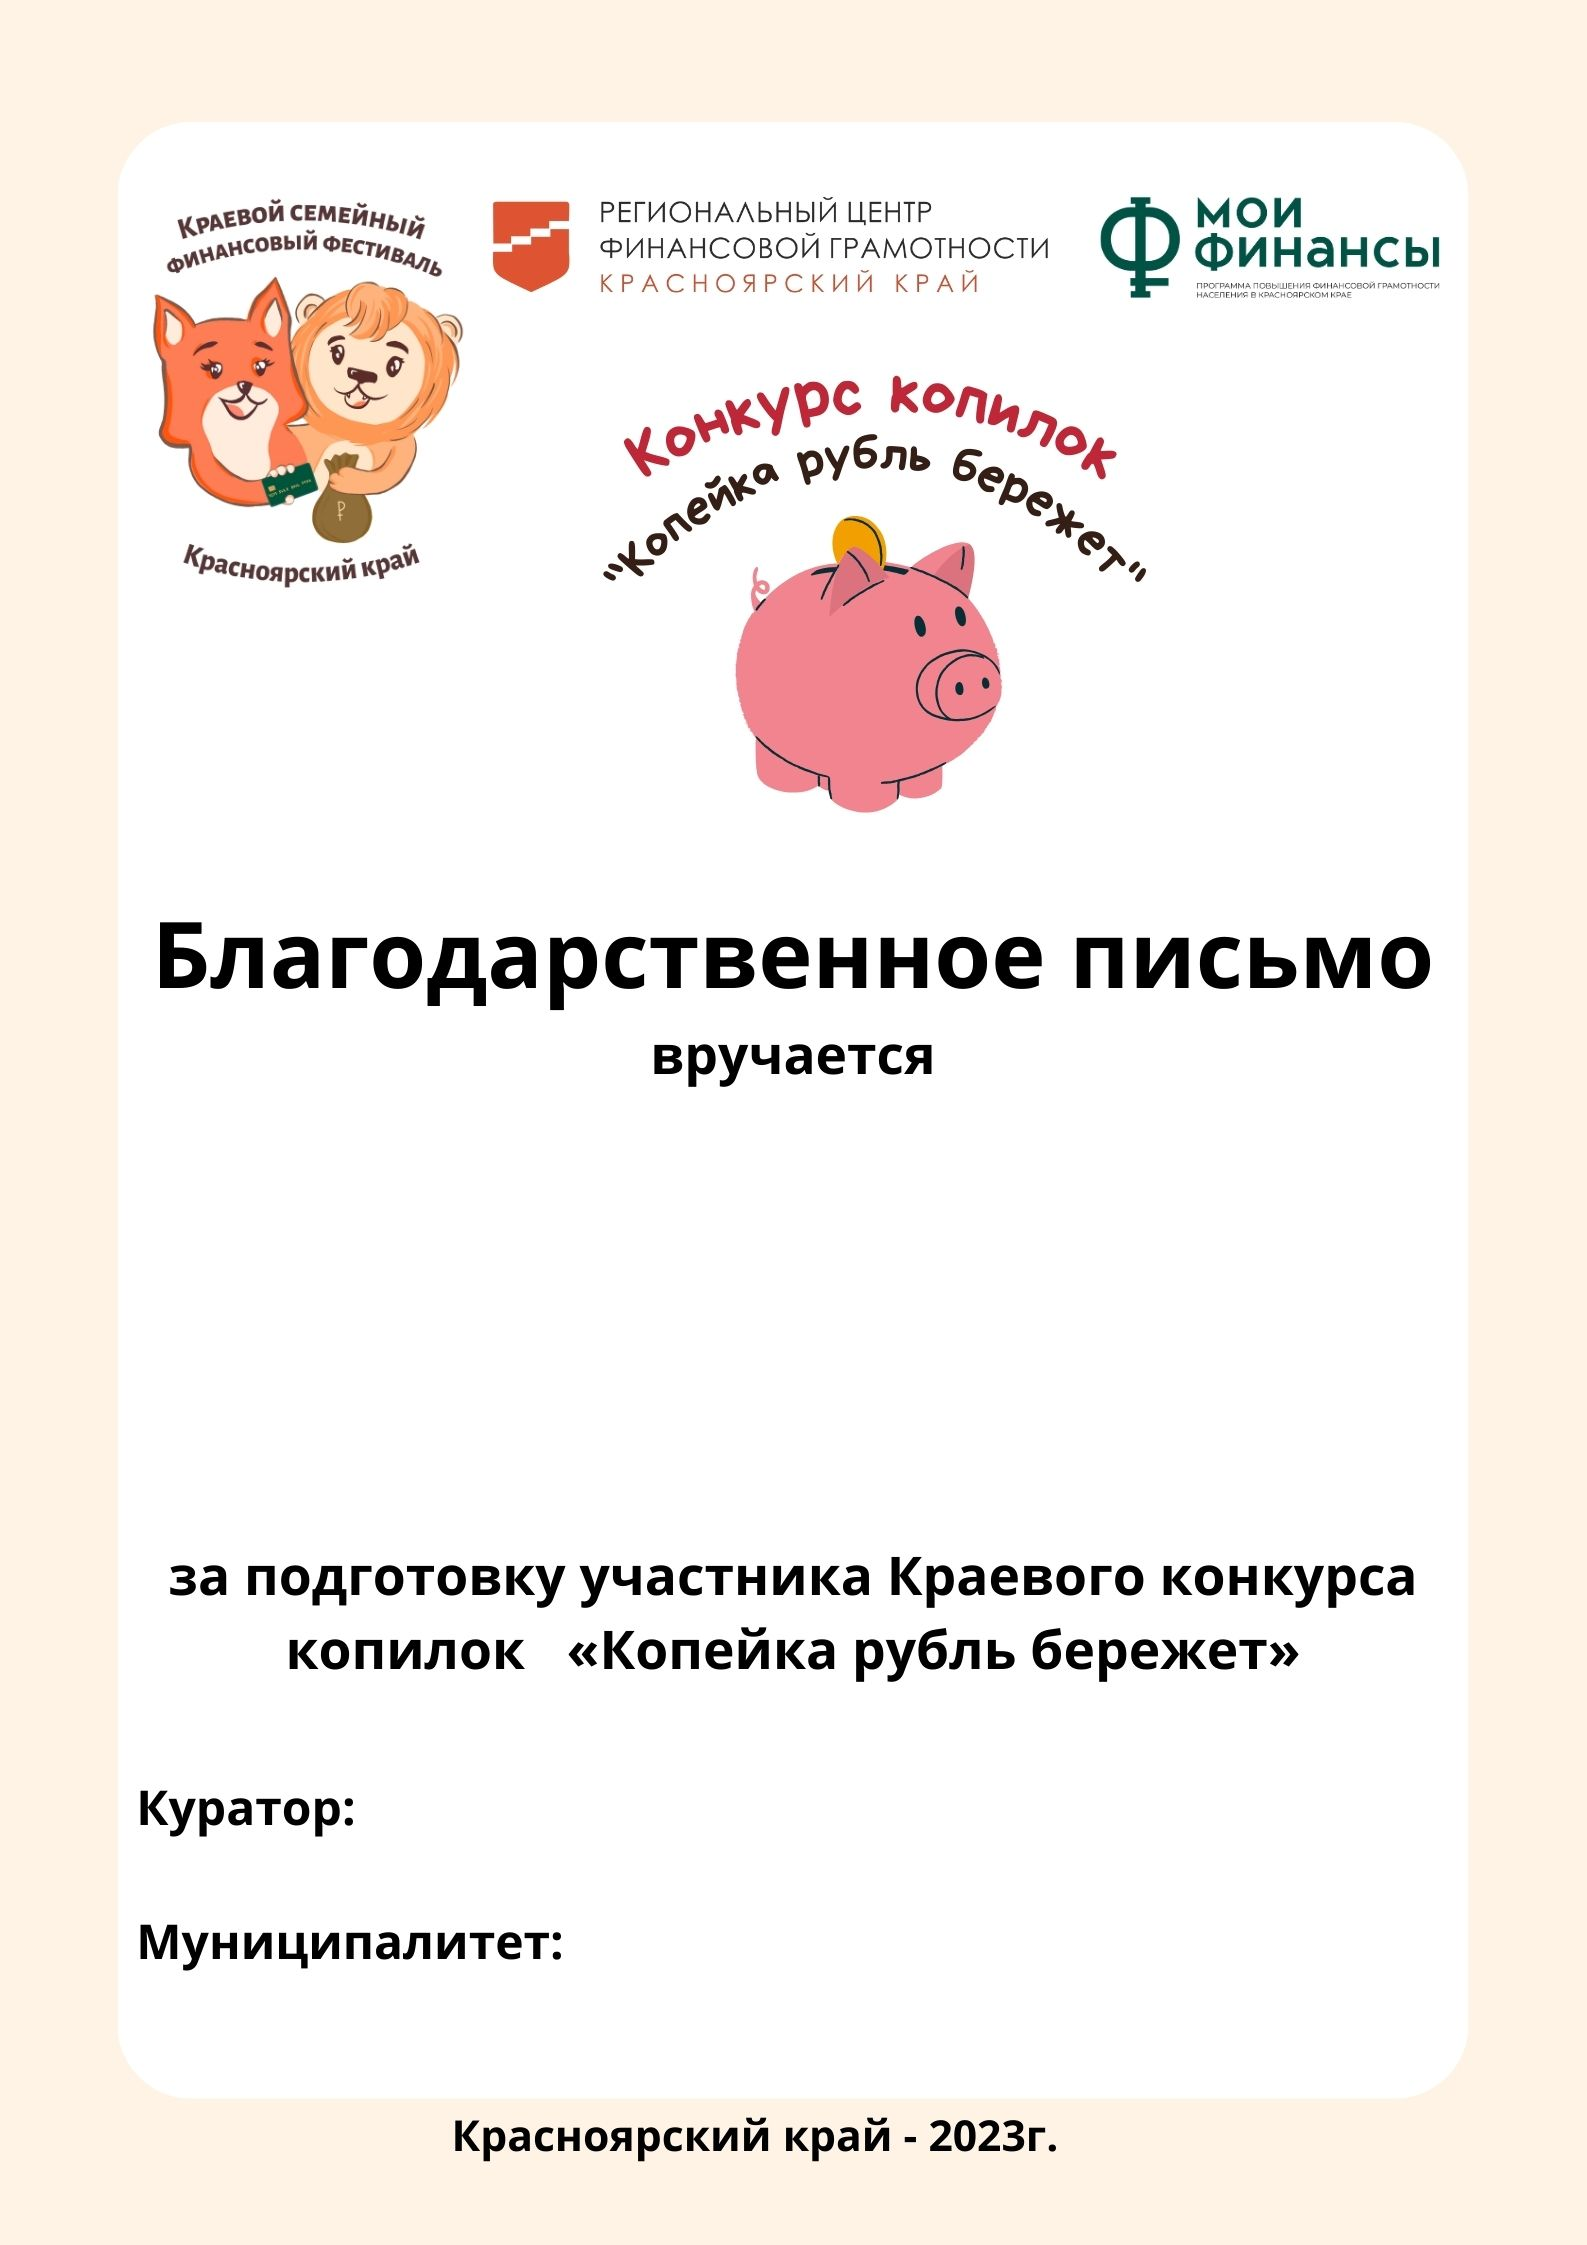 Краевой семейный
финансовый фестиваль
Красноярский край
РЕГИОНАЛЬНЫЙ ЦЕНТР
ФИНАНСОВОЙ ГРАМОТНОСТИ
КРАСНОЯРСКИЙ КРАЙ
МОИ
ФИНАНСЫ
ПРОГРАММА ПОВЫШЕНИЯ ФИНАНСОВОЙ ГРАМОТНОСТИ
НАСЕЛЕНИЯ В КРАСНОЯРСКОМ КРАЕ
Конкурс копилок
"Копейка рубль бережет"
Благодарственное письмо
вручается
за подготовку участника Краевого конкурса
копилок «Копейка рубль бережет»
Куратор:
Муниципалитет:
Красноярский край - 2023г.